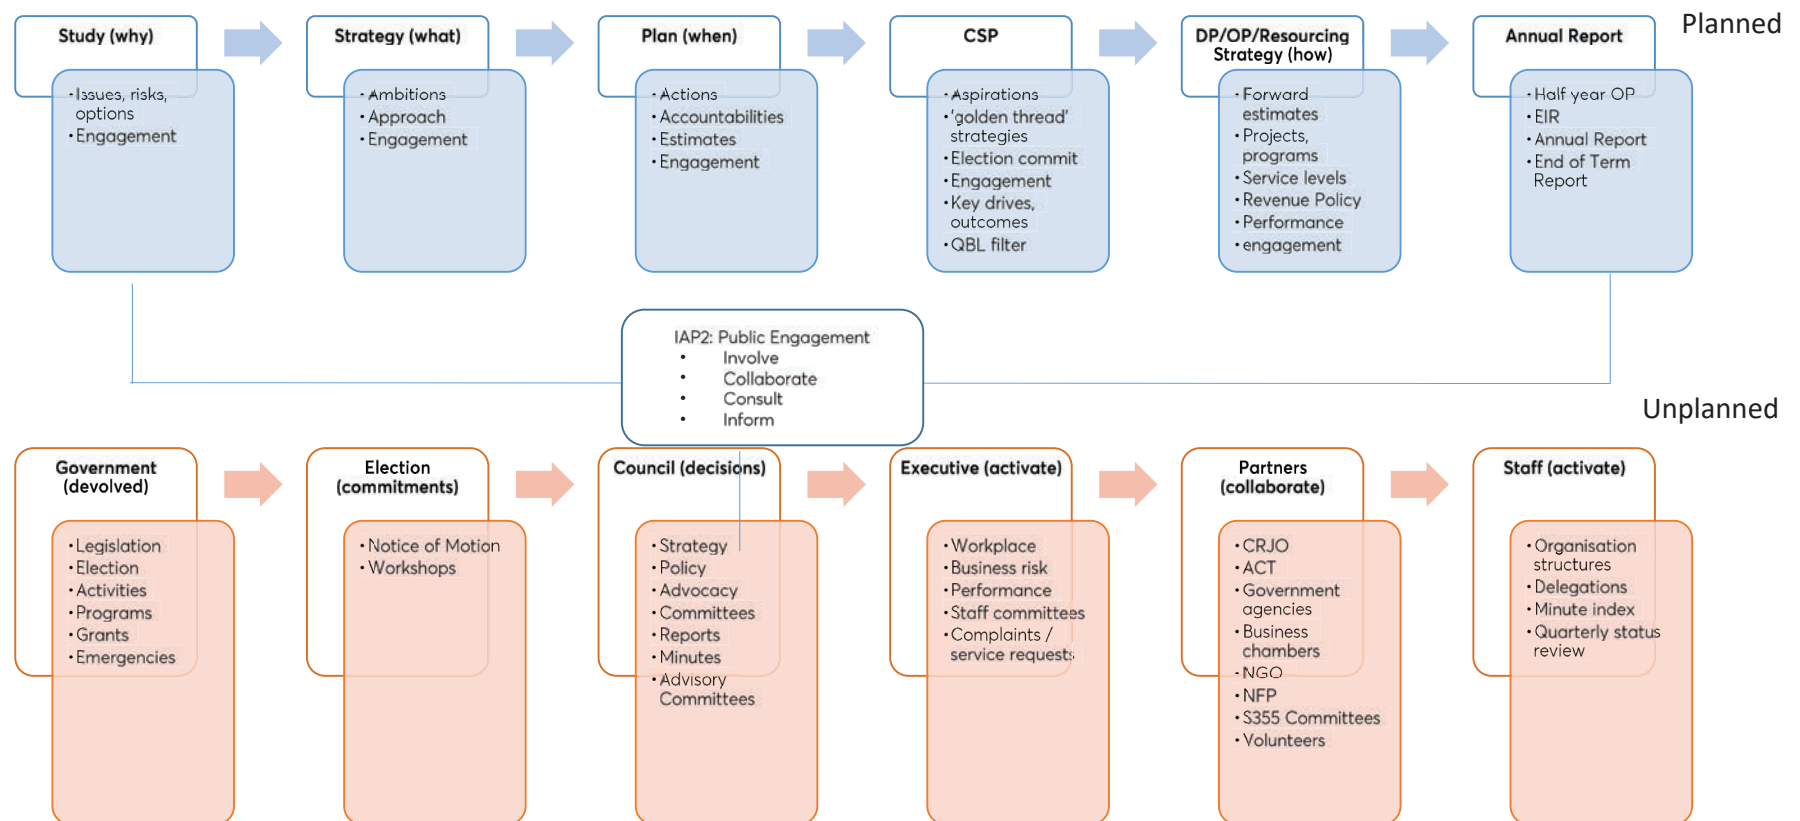 Planned
Study (why)
• Issues, risks,
options
• Engagement
Strategy (what)
• Ambitions
• Approach
• Engagement
Plan (when)
• Actions
• Accountabilities
• Estimates
• Engagement
CSP
• Aspirations
• 'golden thread'
strategies
• Election commit
• Engagement
• Key drives,
outcomes
• QBL filter
DP/OP/Resourcing
Strategy (how)
• Forward
estimates
• Projects,
programs
• Service levels
• Revenue Policy
• Performance
• engagement
Annual Report
• Half year OP
• EIR
• Annual Report
• End of Term
Report
IAP2: Public Engagement
• Involve
• Collaborate
• Consult
• Inform
Unplanned
Government
(devolved)
• Legislation
• Election
• Activities
• Programs
• Grants
• Emergencies
Election
(commitments)
• Notice of Motion
• Workshops
Council (decisions)
• Strategy
• Policy
• Advocacy
• Committees
• Reports
• Minutes
• Advisory
Committees
Executive (activate)
• Workplace
• Business risk
• Performance
• Staff committees
• Complaints /
service requests
Partners
(collaborate)
• CRJO
• ACT
• Government
agencies
• Business
chambers
• NGO
• NFP
• S355 Committees
• Volunteers
Staff (activate)
• Organisation
structures
• Delegations
• Minute index
• Quarterly status
review